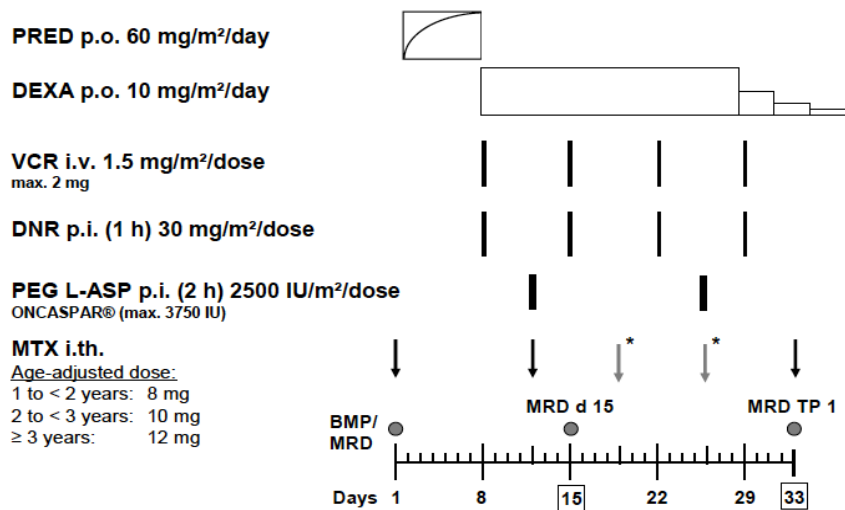 PRED p.o. 60 mg/m²/day
DEXA p.o. 10 mg/m²/day
VCR i.v. 1.5 mg/m²/dose
max. 2 mg
DNR p.i. (1 h) 30 mg/m²/dose
PEG L-ASP p.i. (2 h) 2500 IU/m²/dose
ONCASPAR® (max. 3750 IU)
MTX i.th.
* *
Age-adjusted dose:
1 to < 2 years: 8 mg
2 to < 3 years: 10 mg
≥ 3 years: 12 mg
BMP/
MRD
MRD d 15
MRD TP 1
Days 1 8 15 22 29 33